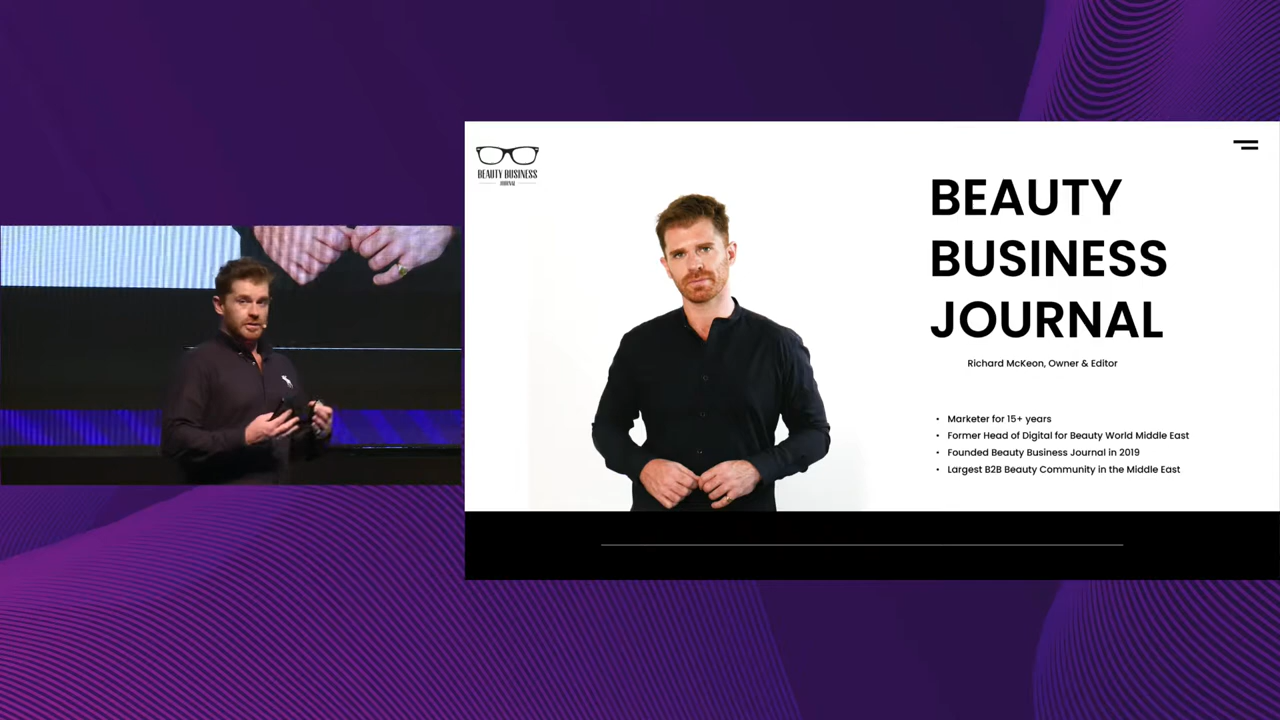 BEAUTY BUSINESS
JOURNAL
BEAUTY
BUSINESS
JOURNAL
Richard McKeon, Owner & Editor
• Marketer for 15+ years
• Former Head of Digital for Beauty World Middle East
• Founded Beauty Business Journal in 2019
• Largest B2B Beauty Community in the Middle East